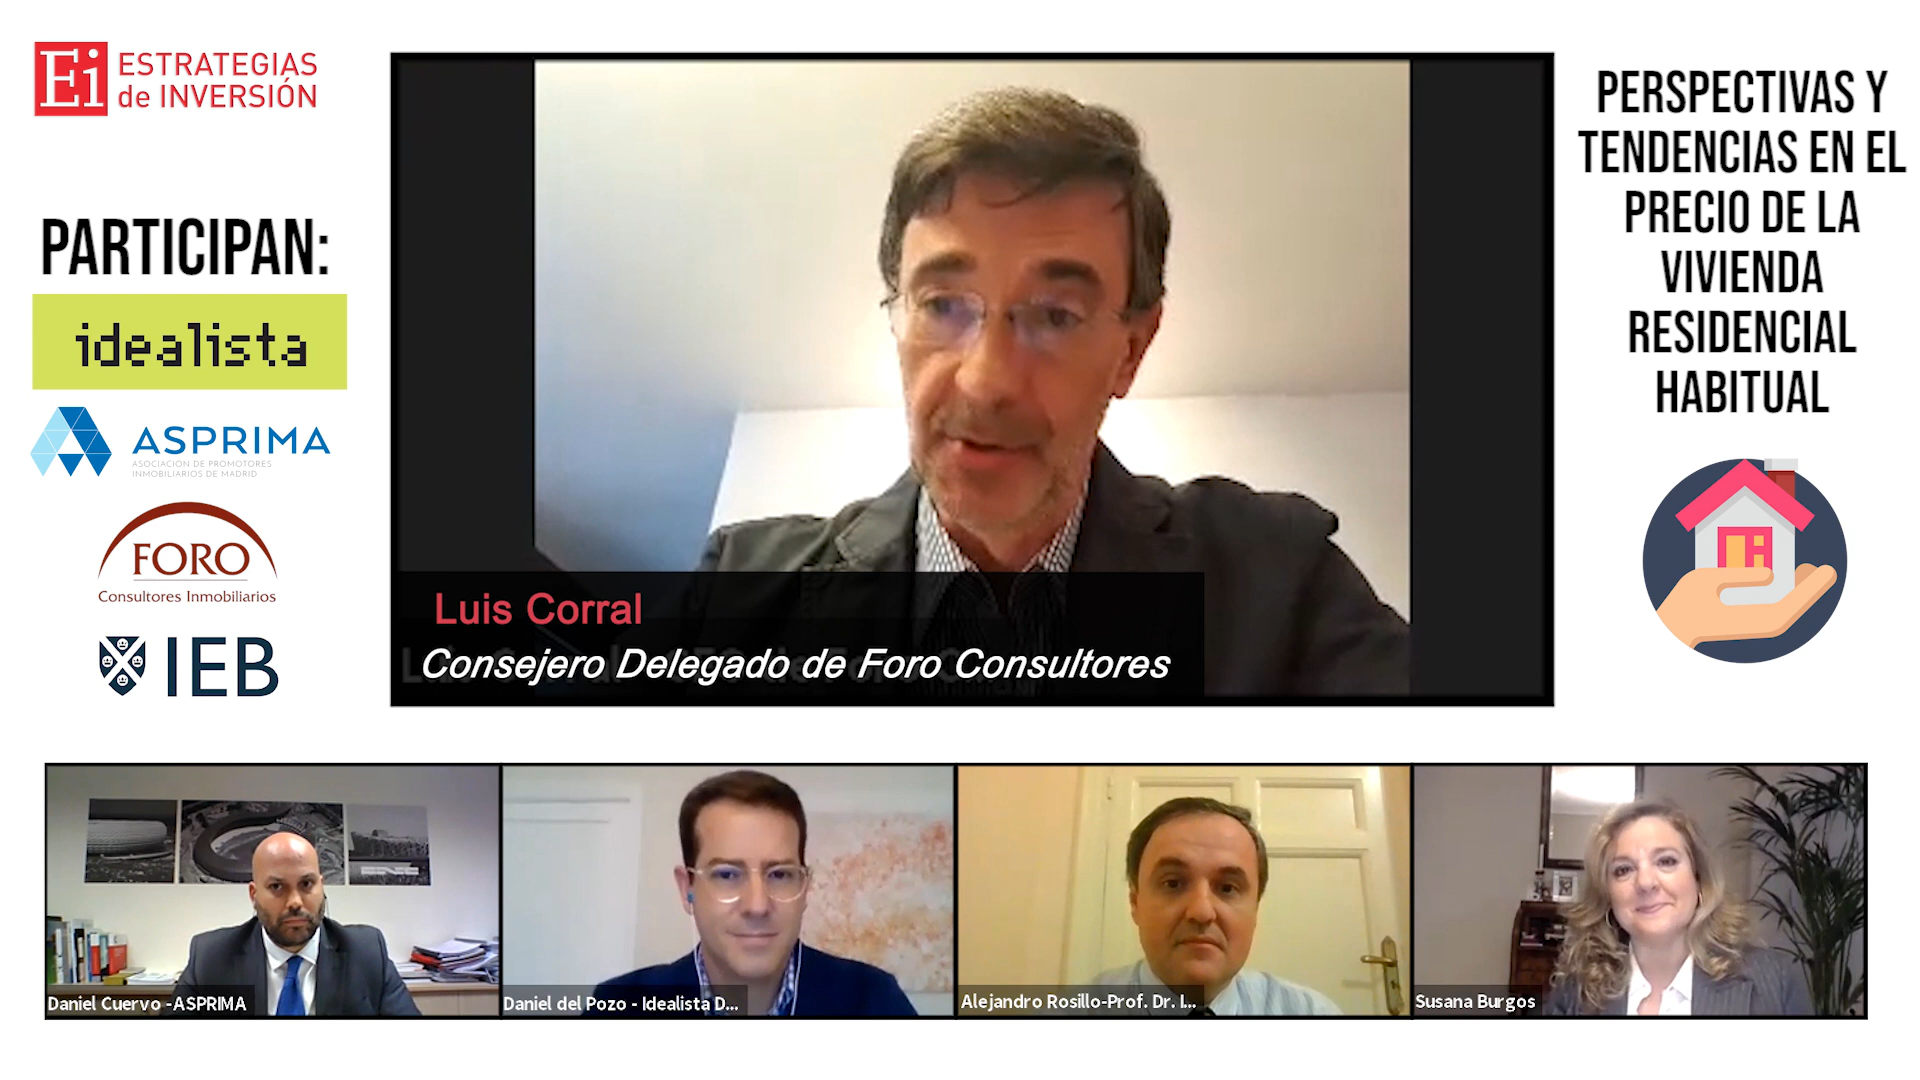 Ei ESTRATEGIAS
de INVERSIÓN
PARTICIPAN:
idealista
ASPRIMA
ASOCIACIÓN DE PROMOTORES
INMOBILIARIOS DE MADRID
FORO
Consultores Inmobiliarios
IEB
Luis Corral
Consejero Delegado de Foro Consultores
PERSPECTIVAS Y
TENDENCIAS EN EL
PRECIO DE LA
VIVIENDA
RESIDENCIAL
HABITUAL
Daniel Cuervo -ASPRIMA
Daniel del Pozo - Idealista D...
Alejandro Rosillo-Prof. Dr. I...
Susana Burgos